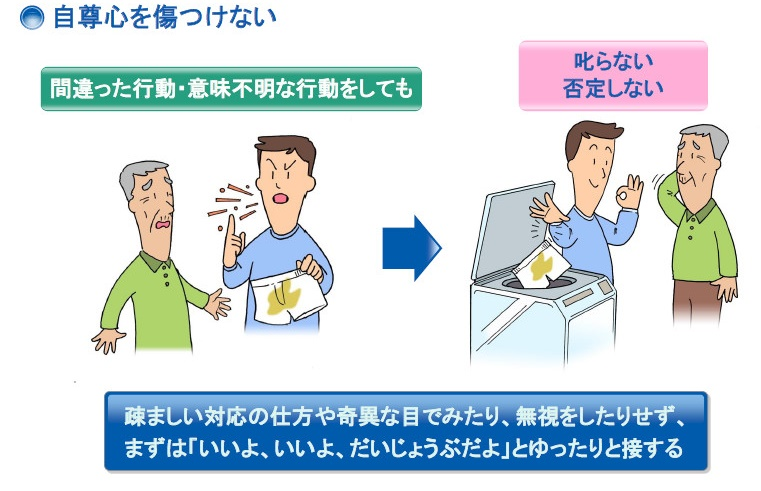 自尊心を傷つけない
間違った行動・意味不明な行動をしても
叱らない
否定しない
疎ましい対応の仕方や奇異な目でみたり、無視をしたりせず、
まずは「いいよ、いいよ、だいじょうぶだよ」とゆったりと接する